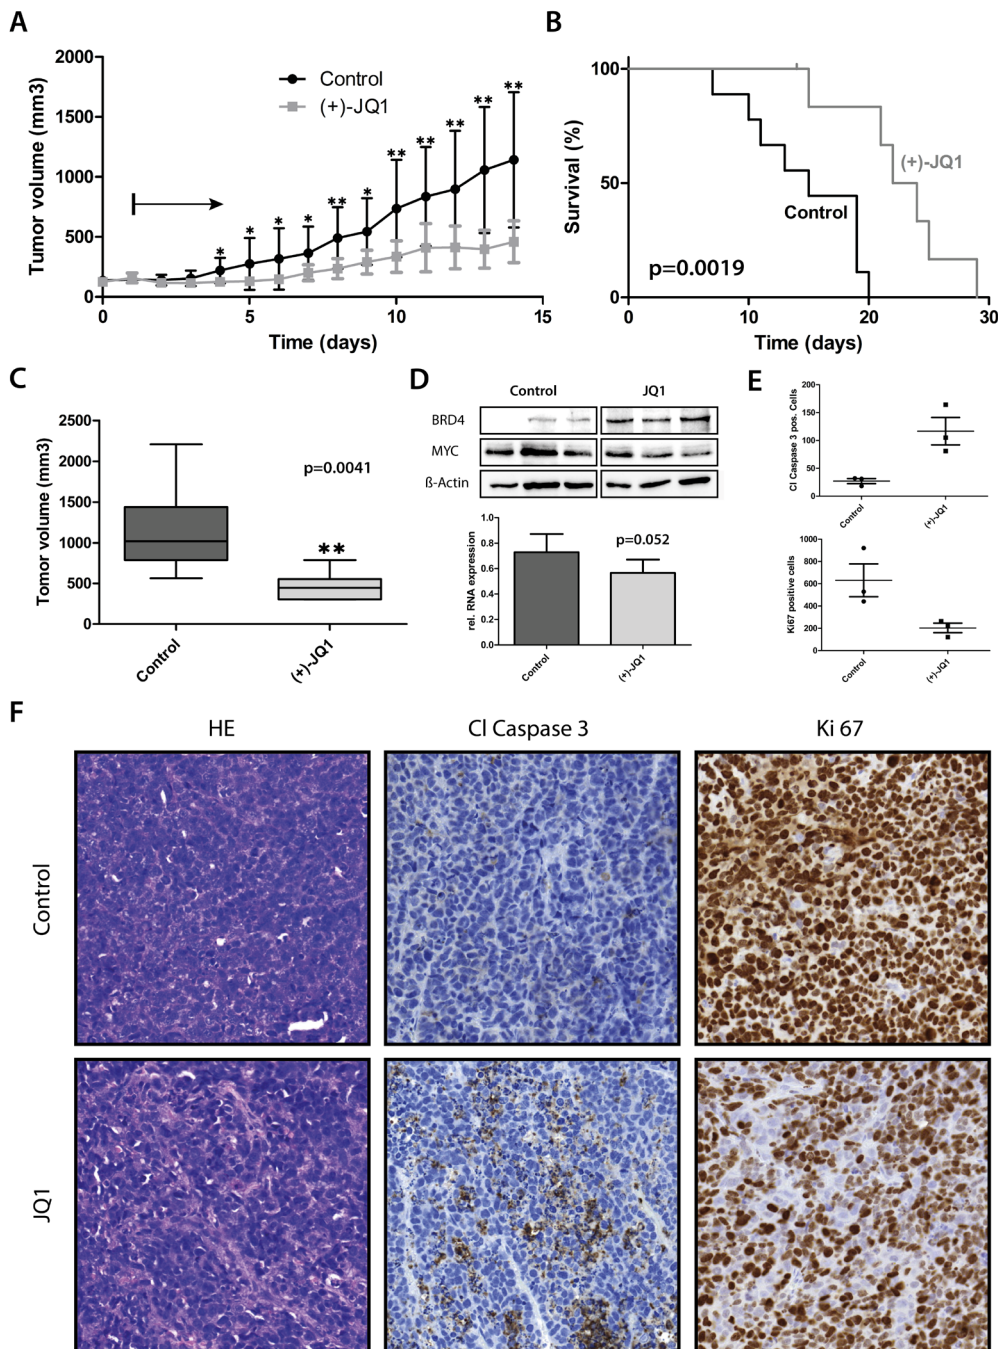 A
Tumor volume (mm3)
2000
1500
1000
500
0
Control
(+)-JQ1
* * * * ** * ** ** ** ** **
0 5 10 15
Time (days)
B
Survival (%)
100
50
0
(+)-JQ1
Control
p=0.0019
0 10 20 30
Time (days)
C
Tomor volume (mm3)
2500
2000
1500
1000
500
0
p=0.0041
**
Control
(+)-JQ1
D
Control JQ1
BRD4
MYC
ß-Actin
rel. RNA expression
1.0
0.8
0.6
0.4
0.2
0.0
p=0.052
Control
(+)-JQ1
E
Cl Caspase 3 pos. Cells
200
150
100
50
0
Control
(+)-JQ1
Ki67 positive cells
1000
800
600
400
200
0
Control
(+)-JQ1
F
HE Cl Caspase 3 Ki 67
Control
JQ1